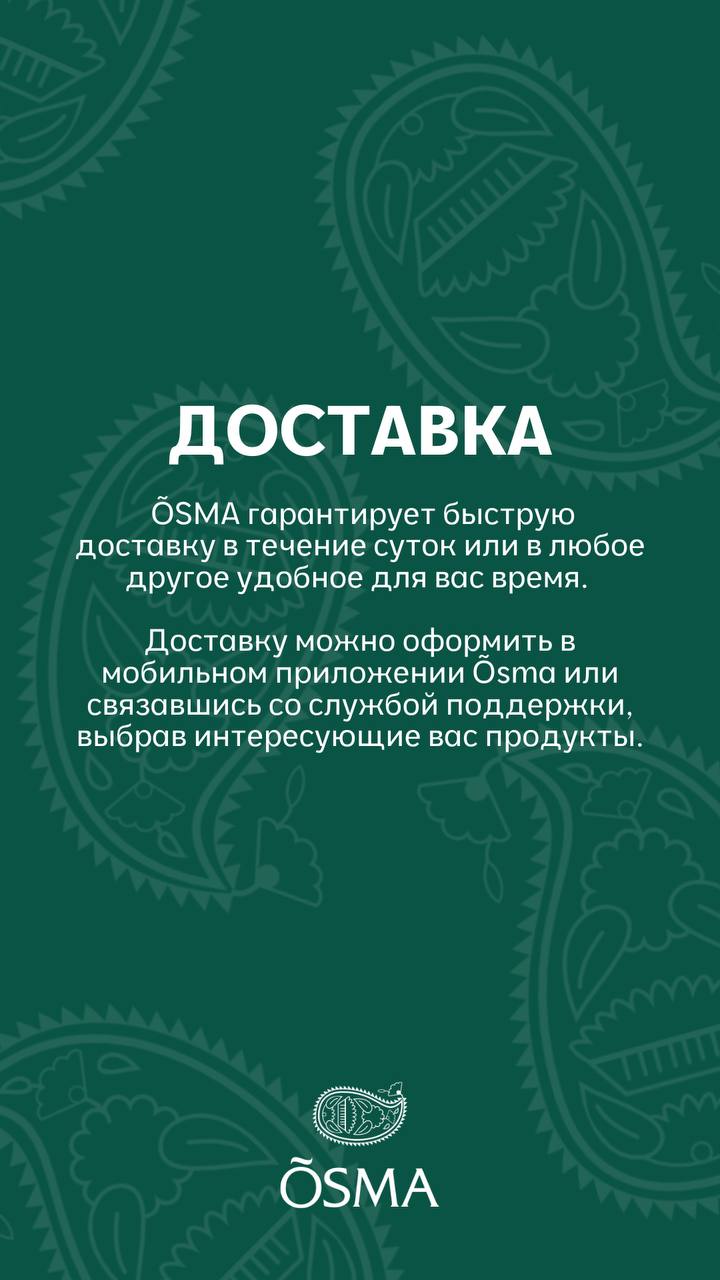 ДОСТАВКА
ÕSMA гарантирует быструю
доставку в течение суток или в любое
другое удобное для вас время.
Доставку можно оформить в
мобильном приложении Õsma или
связавшись со службой поддержки,
выбрав интересующие вас продукты.
ÕSMA